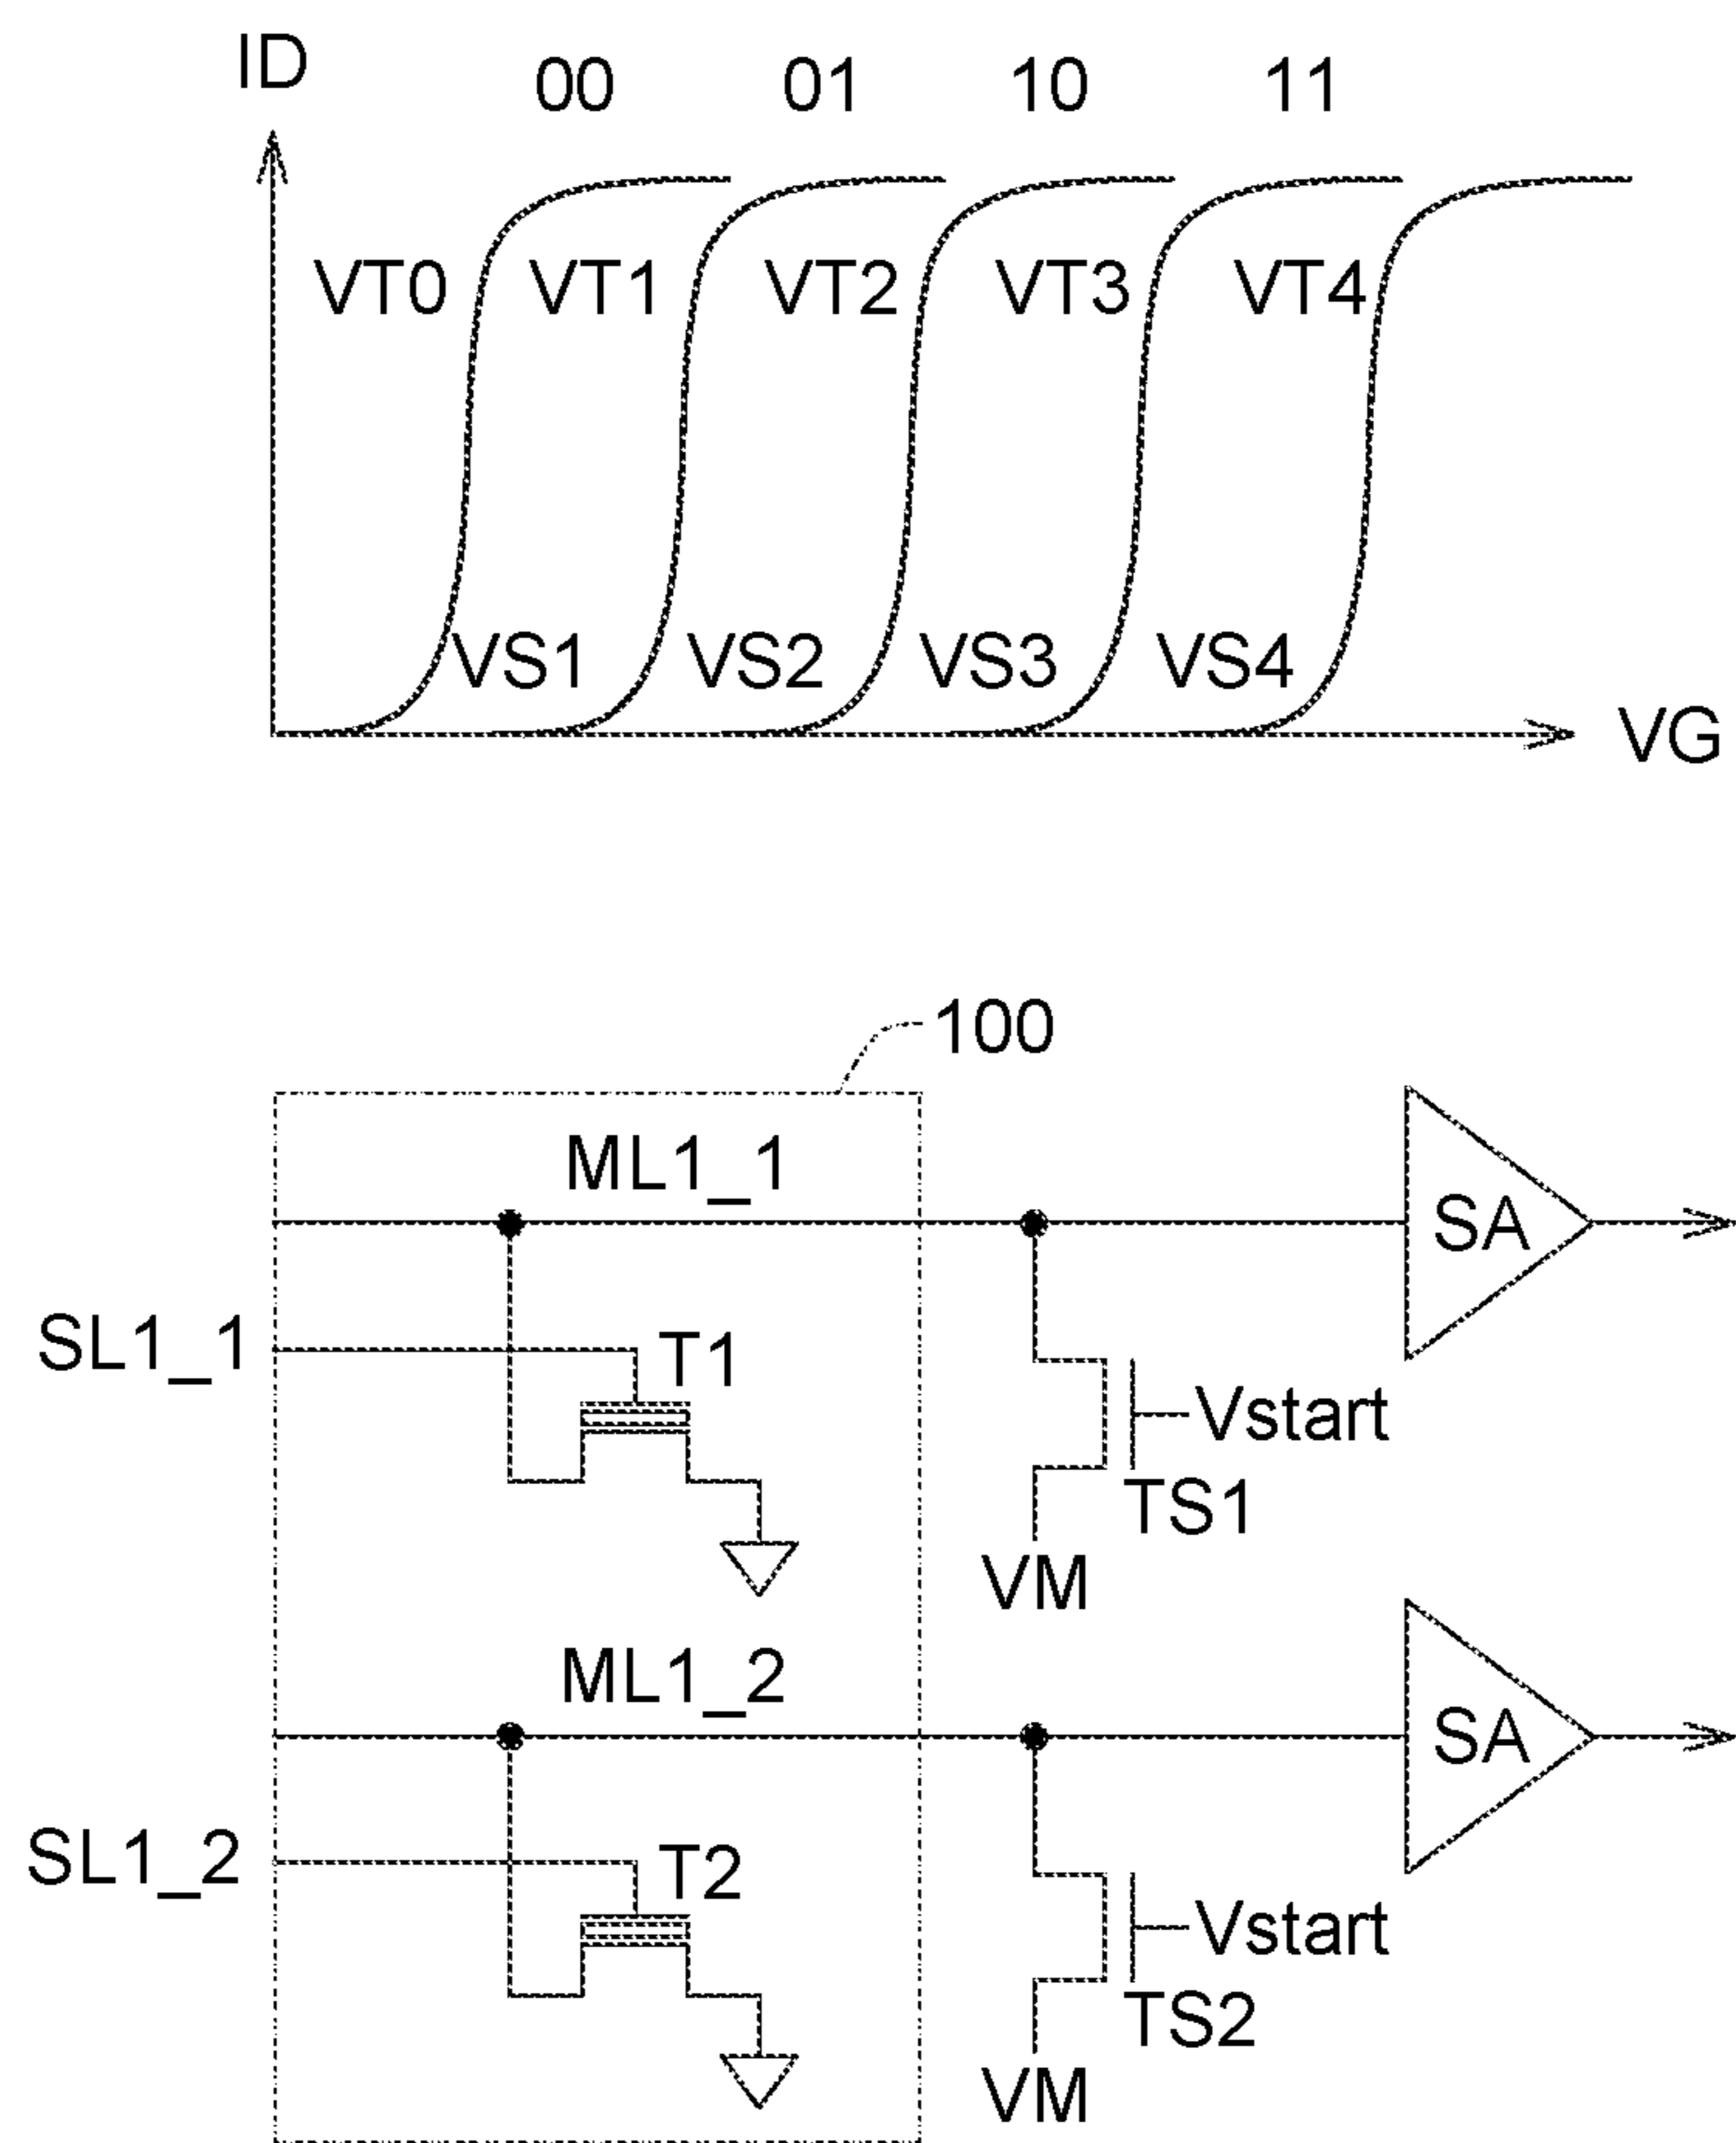 ID 00 01 10 11
VT0 VT1 VT2 VT3 VT4
VS1 VS2 VS3 VS4
VG
100
ML1_1
SA
SL1_1 T1
Vstart
TS1
VM
ML1_2
SA
SL1_2 T2
Vstart
TS2
VM